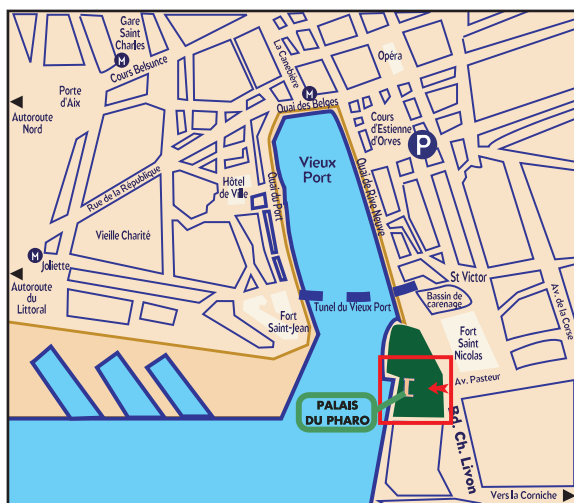 Gare
Saint
Charles
M
Cours Belsunce
La Canebière
Opéra
Porte
d'Aix
M
Quai des Belges
Autoroute
Nord
Cours
d'Estienne
d'Orves
P
Vieux
Port
Rue de la République
Hôtel
de Ville
Quai du Port
Quai de Rive Neuve
Vieille Charité
M
Joliette
St Victor
Autoroute
du
Littoral
Tunel du Vieux Port
Bassin de
carenage
Av. de la Corse
Fort
Saint-Jean
Fort
Saint
Nicolas
Av. Pasteur
PALAIS
DU PHARO
Bd. Ch. Livon
Vers la Corniche